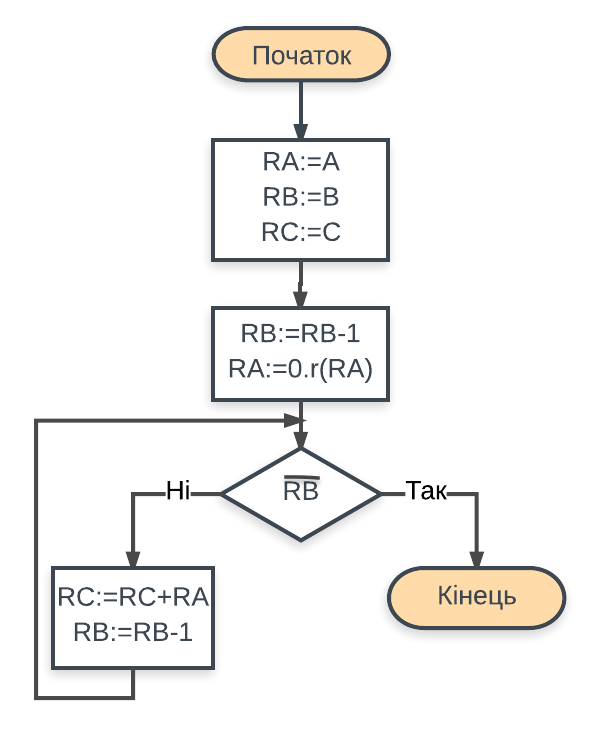 Початок
RA:=A
RB:=B
RC:=C
RB:=RB-1
RA:=0.r(RA)
R̅B̅
Ні
Так
RC:=RC+RA
RB:=RB-1
Кінець